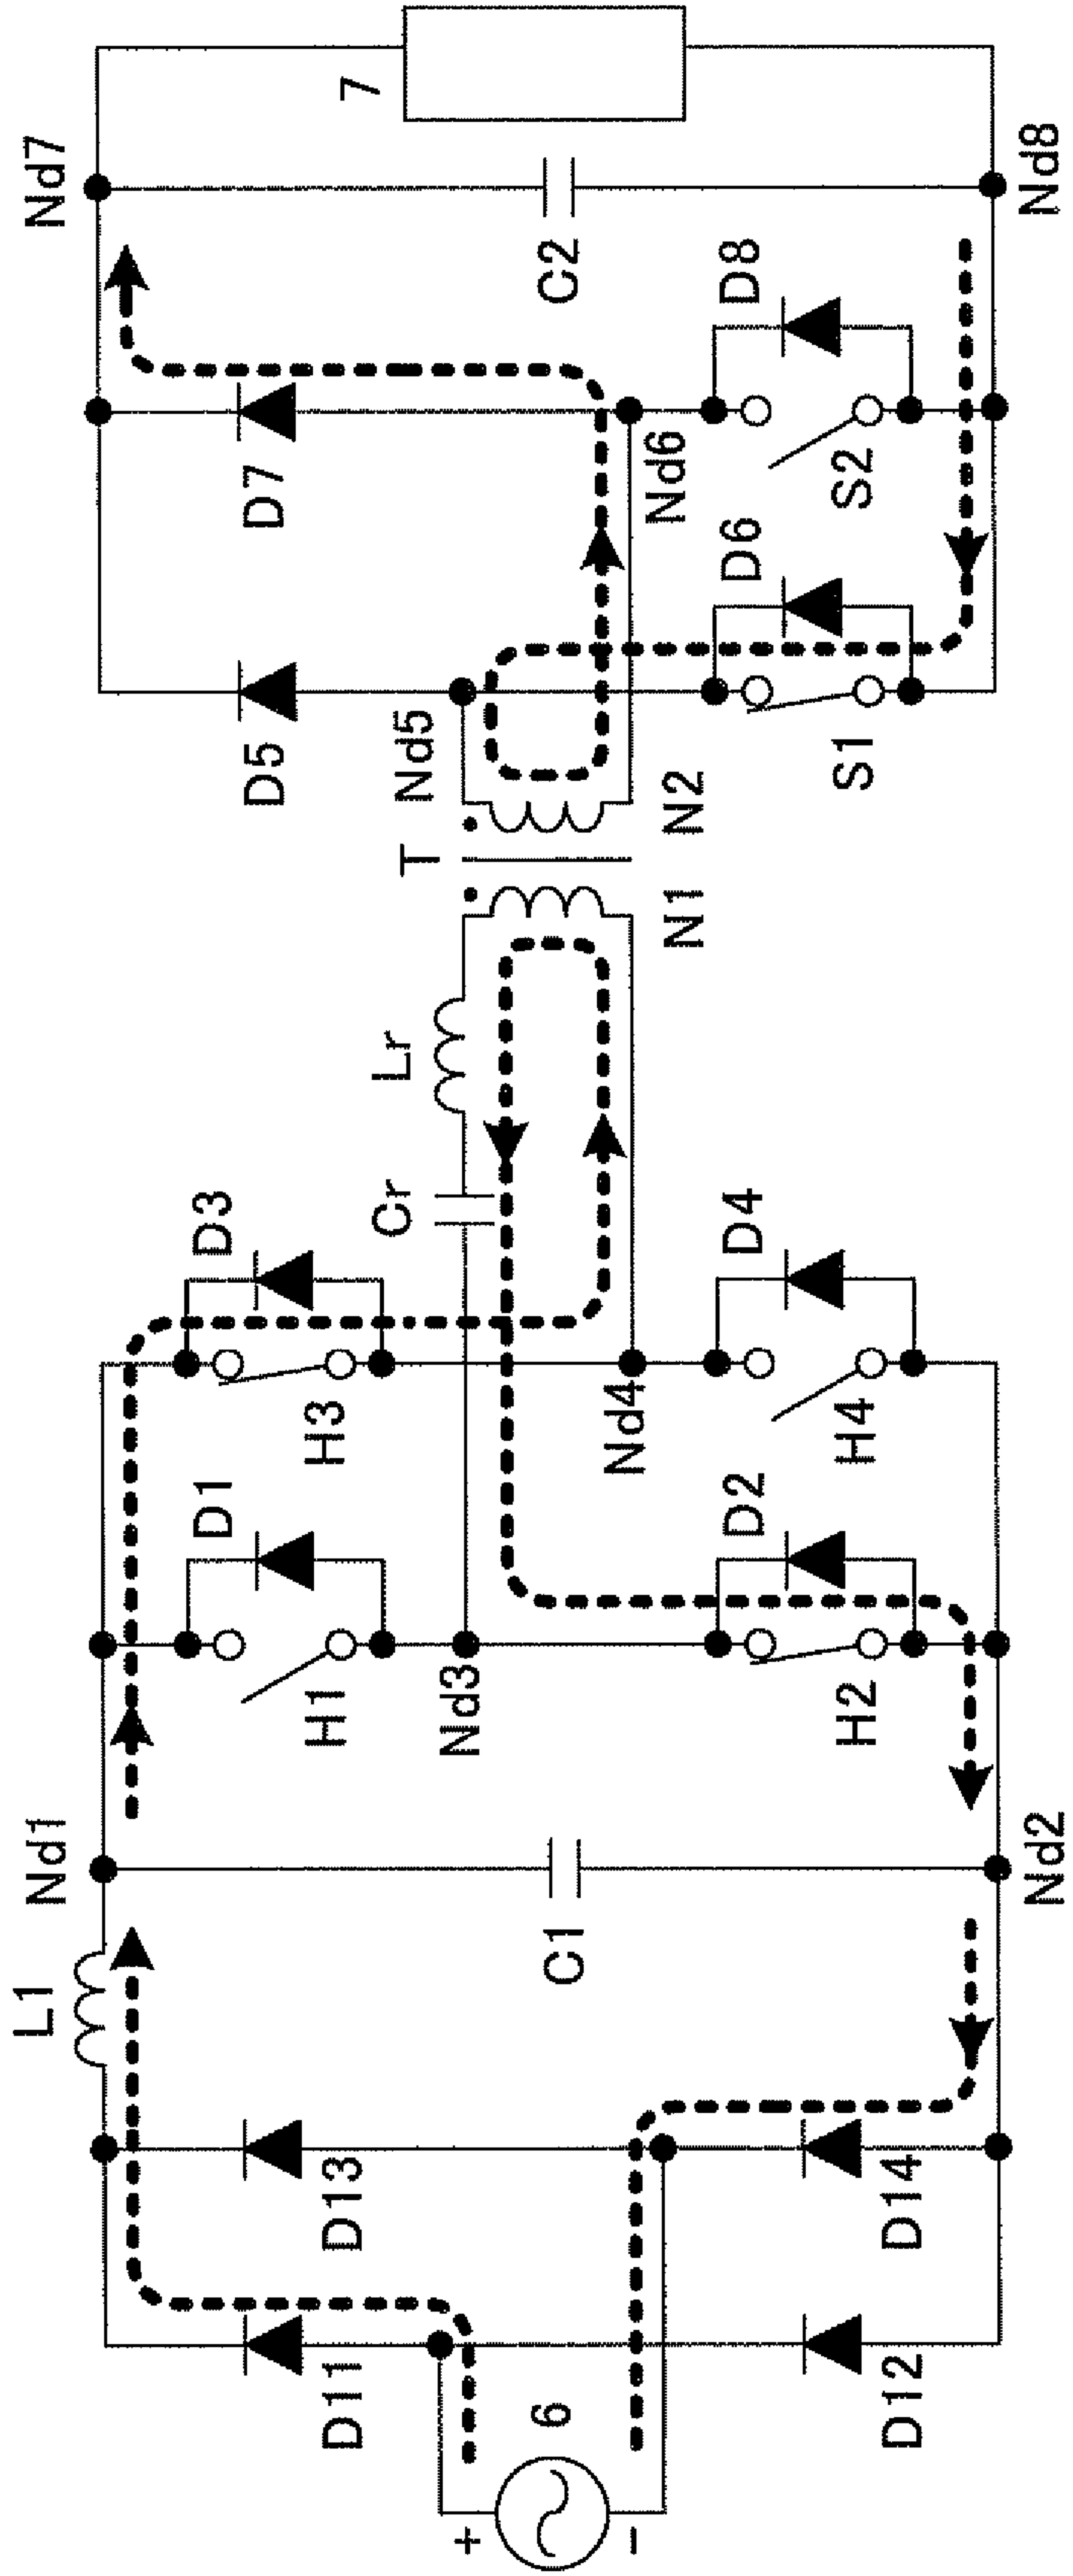 L1
Nd1
D1
D3
H1
H3
D11
D13
Nd3
Cr
Lr
T
Nd5
D5
D7
Nd7
7
+
6
−
C1
Nd4
N1
N2
Nd6
C2
D12
D14
H2
D2
H4
D4
S1
D6
S2
D8
Nd2
Nd8